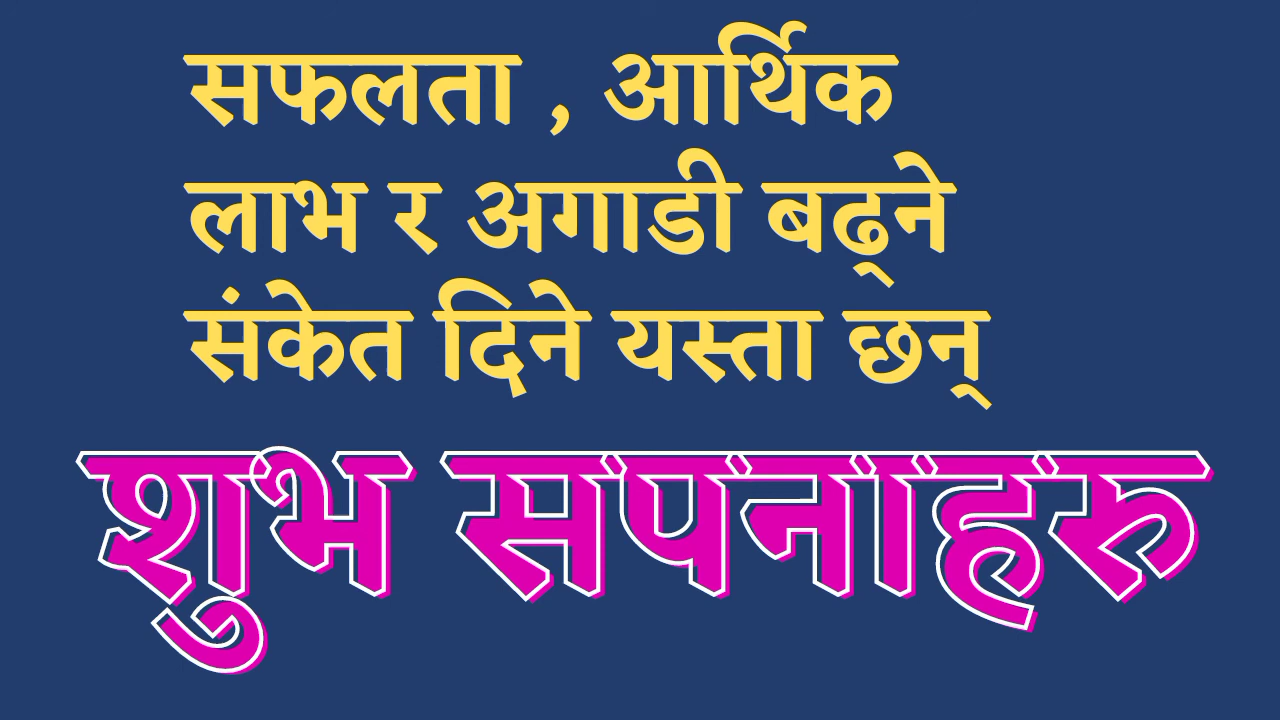 सफलता , आर्थिक
लाभ र अगाडी बढ्ने
संकेत दिने यस्ता छन्
शुभ सपनाहरु